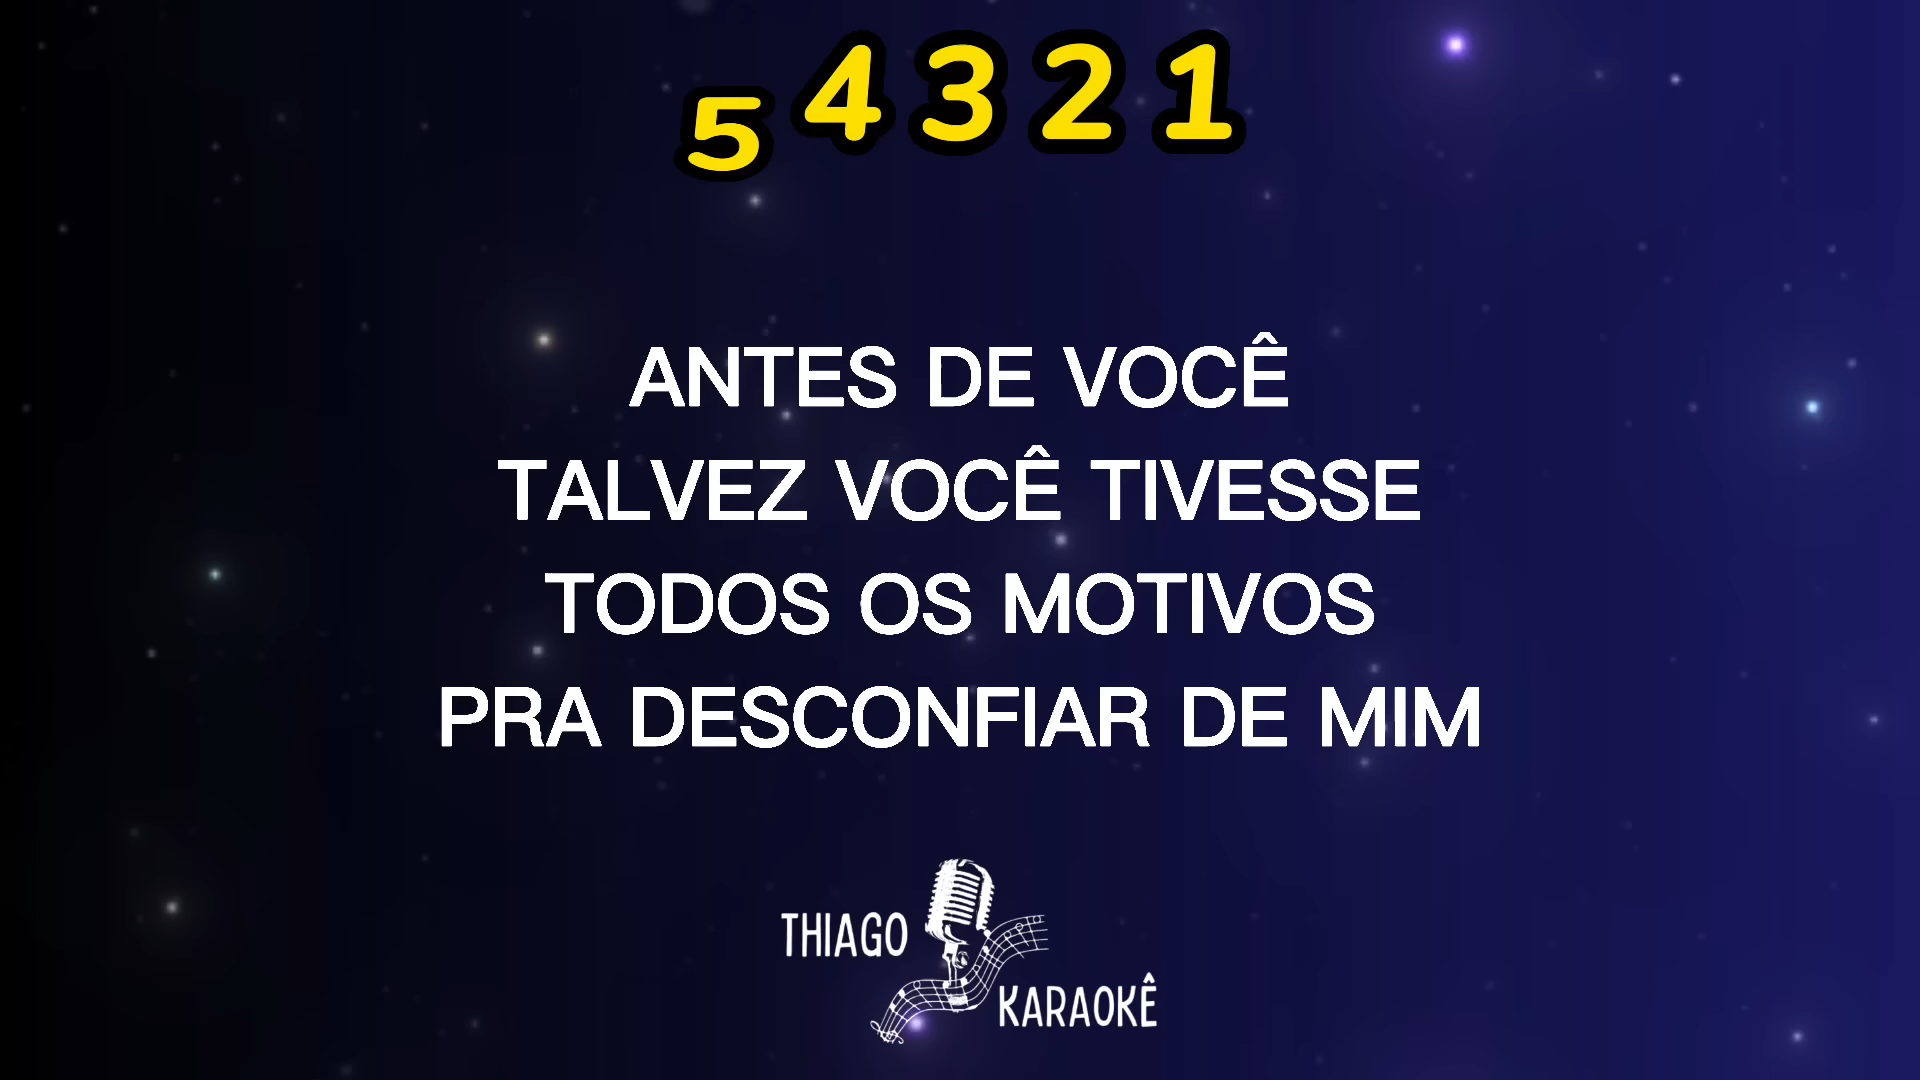 5 4 3 2 1
ANTES DE VOCÊ
TALVEZ VOCÊ TIVESSE
TODOS OS MOTIVOS
PRA DESCONFIAR DE MIM
THIAGO
KARAOKÊ